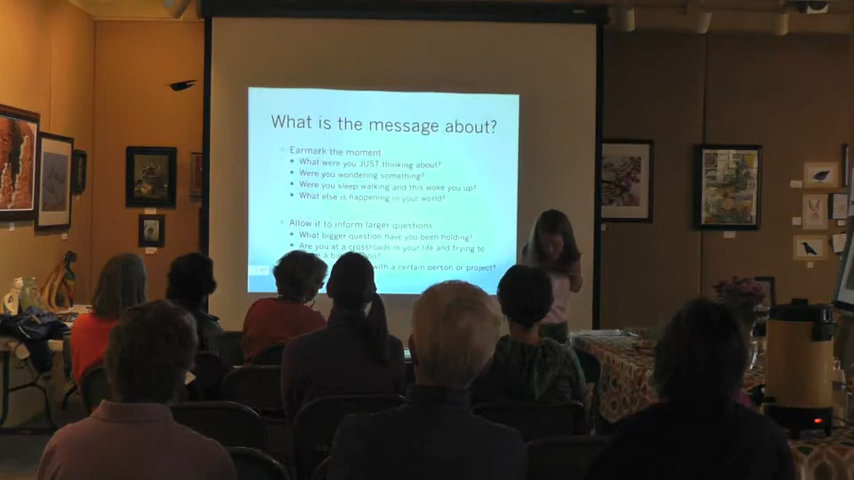 What is the message about?
Earmark the moment
What were you JUST thinking about?
Were you wondering something?
Were you sleep walking and this woke you up?
What else is happening in your world?
Allow it to inform larger questions
What bigger question have you been holding?
Are you at a crossroads in your life and trying to
a
with a certain person or project?